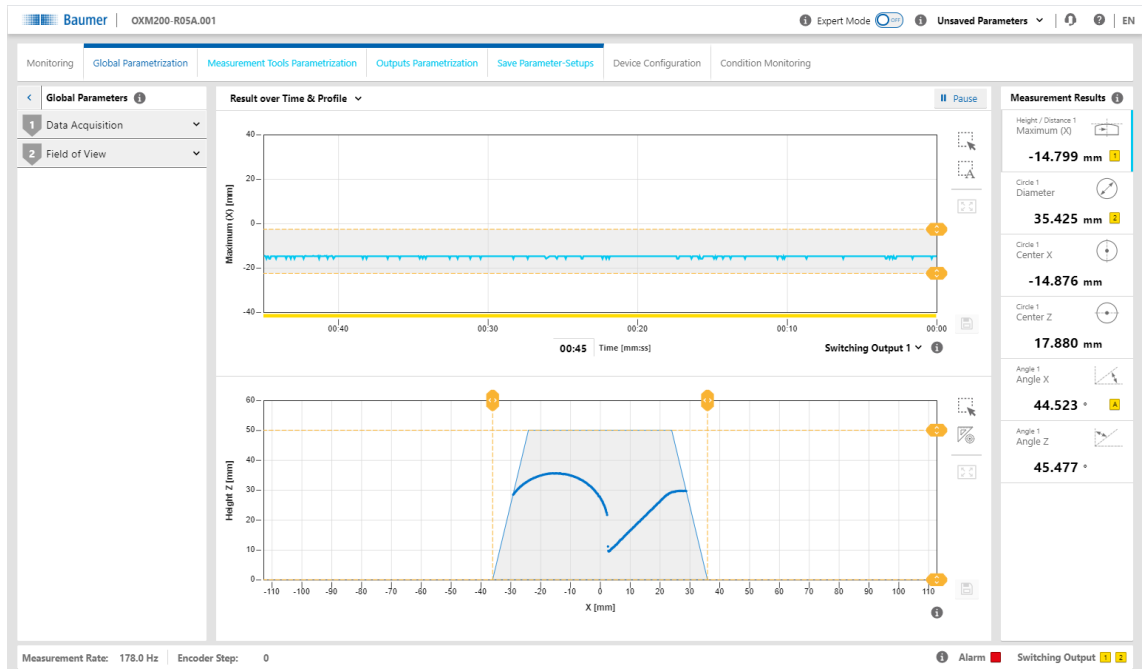 Baumer OXM200-R05A.001 Expert Mode OFF Unsaved Parameters EN
Monitoring Global Parametrization Measurement Tools Parametrization Outputs Parametrization Save Parameter-Setups Device Configuration Condition Monitoring
Global Parameters
1 Data Acquisition
2 Field of View
Result over Time & Profile
Pause
Maximum (X) [mm]
40
20
0
-20
-40
00:40 00:30 00:20 00:10 00:00
00:45 Time [mm:ss] Switching Output 1
Height Z [mm]
60
50
40
30
20
10
0
-110 -100 -90 -80 -70 -60 -50 -40 -30 -20 -10 0 10 20 30 40 50 60 70 80 90 100 110
X [mm]
Measurement Results
Height / Distance 1
Maximum (X)
-14.799 mm 1
Circle 1
Diameter
35.425 mm 2
Circle 1
Center X
-14.876 mm
Circle 1
Center Z
17.880 mm
Angle 1
Angle X
44.523 ° A
Angle 1
Angle Z
45.477 °
Measurement Rate: 178.0 Hz Encoder Step: 0 Alarm Switching Output 1 2